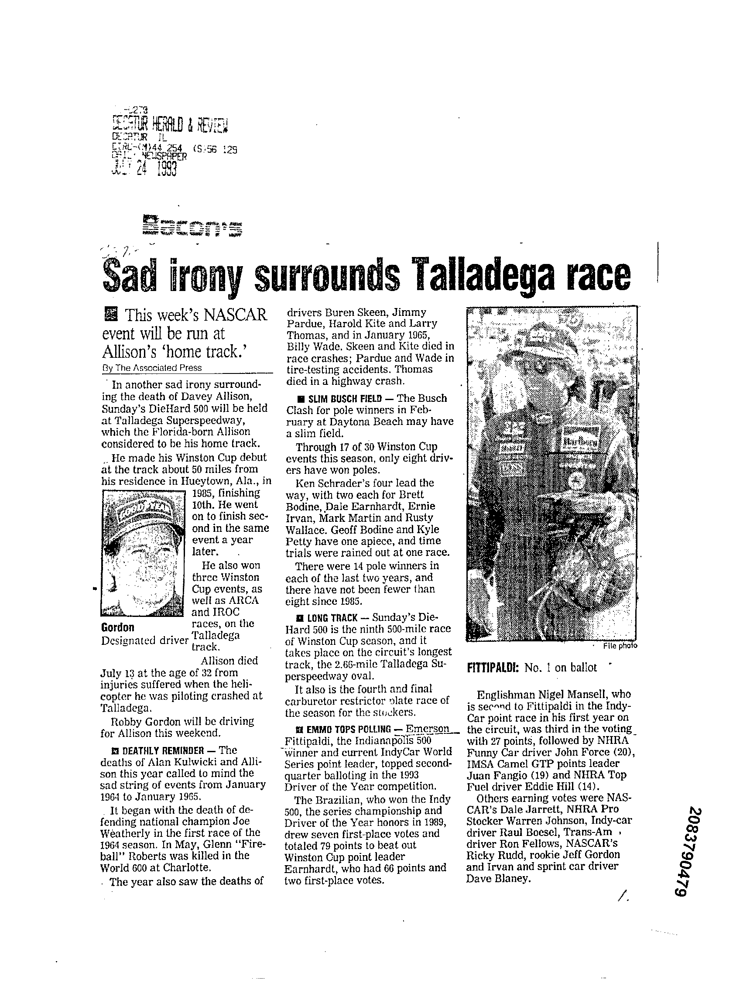 HERALD & REVIEW
DECATUR IL
NEWSPAPER
24 1993
Bacon's
Sad irony surrounds Talladega race
This week's NASCAR
event will be run at
Allison's 'home track.'
By The Associated Press
In another sad irony surround-
ing the death of Davey Allison,
Sunday's DieHard 500 will be held
at Talladega Superspeedway,
which the Florida-born Allison
considered to be his home track.
He made his Winston Cup debut
at the track about 50 miles from
his residence in Hueytown, Ala., in
1985, finishing
10th. He went
on to finish sec-
ond in the same
event a year
later.
He also won
three Winston
Cup events, as
well as ARCA
and IROC
races, on the
Talladega
track.
GOODYEAR
Gordon
Designated driver
Allison died
July 13 at the age of 32 from
injuries suffered when the heli-
copter he was piloting crashed at
Talladega.
Robby Gordon will be driving
for Allison this weekend.
DEATHLY REMINDER — The
deaths of Alan Kulwicki and Alli-
son this year called to mind the
sad string of events from January
1964 to January 1965.
It began with the death of de-
fending national champion Joe
Weatherly in the first race of the
1964 season. In May, Glenn "Fire-
ball" Roberts was killed in the
World 600 at Charlotte.
The year also saw the deaths of
drivers Buren Skeen, Jimmy
Pardue, Harold Kite and Larry
Thomas, and in January 1965,
Billy Wade. Skeen and Kite died in
race crashes; Pardue and Wade in
tire-testing accidents. Thomas
died in a highway crash.
■ SLIM BUSCH FIELD — The Busch
Clash for pole winners in Feb-
ruary at Daytona Beach may have
a slim field.
Through 17 of 30 Winston Cup
events this season, only eight driv-
ers have won poles.
Ken Schrader's four lead the
way, with two each for Brett
Bodine, Dale Earnhardt, Ernie
Irvan, Mark Martin and Rusty
Wallace. Geoff Bodine and Kyle
Petty have one apiece, and time
trials were rained out at one race.
There were 14 pole winners in
each of the last two years, and
there have not been fewer than
eight since 1985.
LONG TRACK — Sunday's Die-
Hard 500 is the ninth 500-mile race
of Winston Cup season, and it
takes place on the circuit's longest
track, the 2.66-mile Talladega Su-
perspeedway oval.
It also is the fourth and final
carburetor restrictor plate race of
the season for the stockers.
EMMO TOPS POLLING — Emerson
Fittipaldi, the Indianapolis 500
winner and current IndyCar World
Series point leader, topped second-
quarter balloting in the 1993
Driver of the Year competition.
The Brazilian, who won the Indy
500, the series championship and
Driver of the Year honors in 1989,
drew seven first-place votes and
totaled 79 points to beat out
Winston Cup point leader
Earnhardt, who had 66 points and
two first-place votes.
Marlboro
File photo
FITTIPALDI: No. 1 on ballot
Englishman Nigel Mansell, who
is second to Fittipaldi in the Indy-
Car point race in his first year on
the circuit, was third in the voting
with 27 points, followed by NHRA
Funny Car driver John Force (20),
IMSA Camel GTP points leader
Juan Fangio (19) and NHRA Top
Fuel driver Eddie Hill (14).
Others earning votes were NAS-
CAR's Dale Jarrett, NHRA Pro
Stocker Warren Johnson, Indy-car
driver Raul Boesel, Trans-Am
driver Ron Fellows, NASCAR's
Ricky Rudd, rookie Jeff Gordon
and Irvan and sprint car driver
Dave Blaney.
1.
2083790479